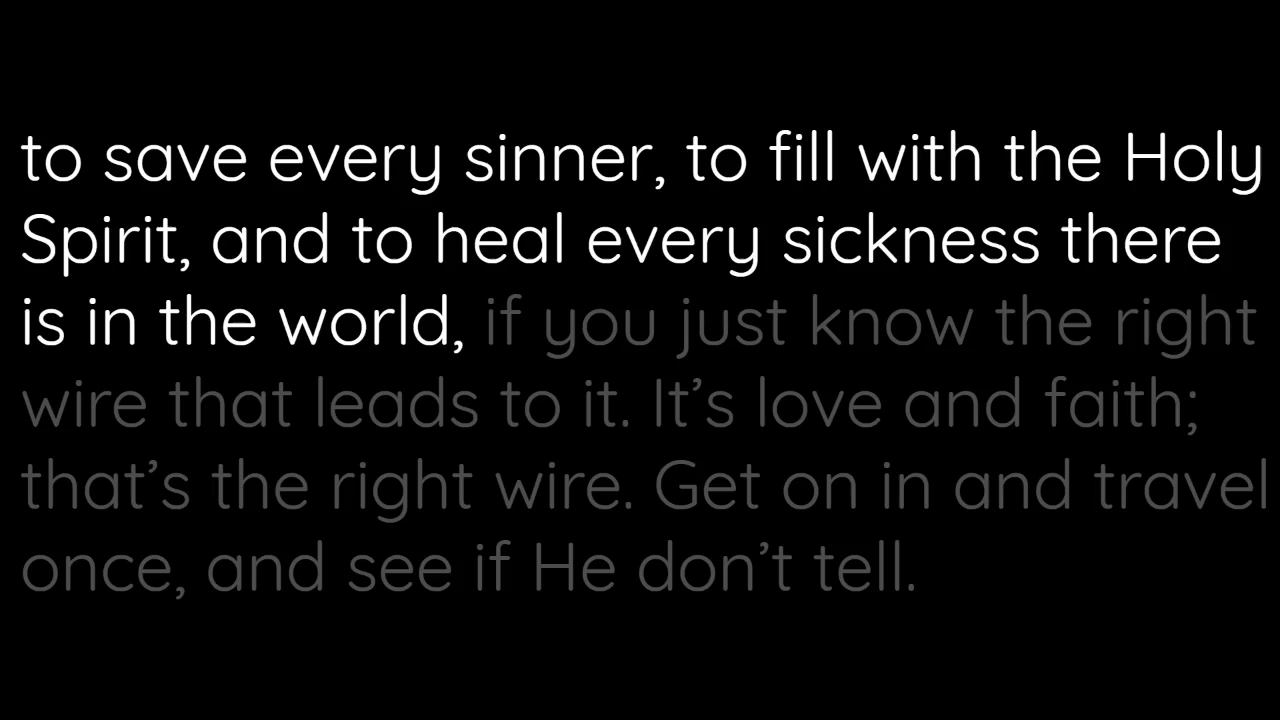 to save every sinner, to fill with the Holy
Spirit, and to heal every sickness there
is in the world, if you just know the right
wire that leads to it. It’s love and faith;
that’s the right wire. Get on in and travel
once, and see if He don’t tell.